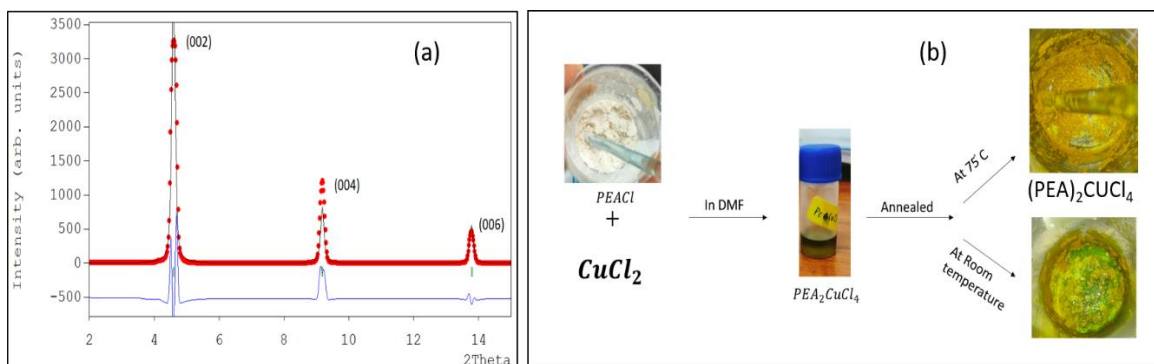 3500
3000
2500
2000
1500
1000
500
0
−500
Intensity (arb. units)
(002)
(004)
(006)
(a)
2 4 6 8 10 12 14
2Theta
(b)
PEACl
+
CuCl₂
In DMF
PEA₂CuCl₄
Annealed
At 75°C
(PEA)₂CUCl₄
At Room
temperature